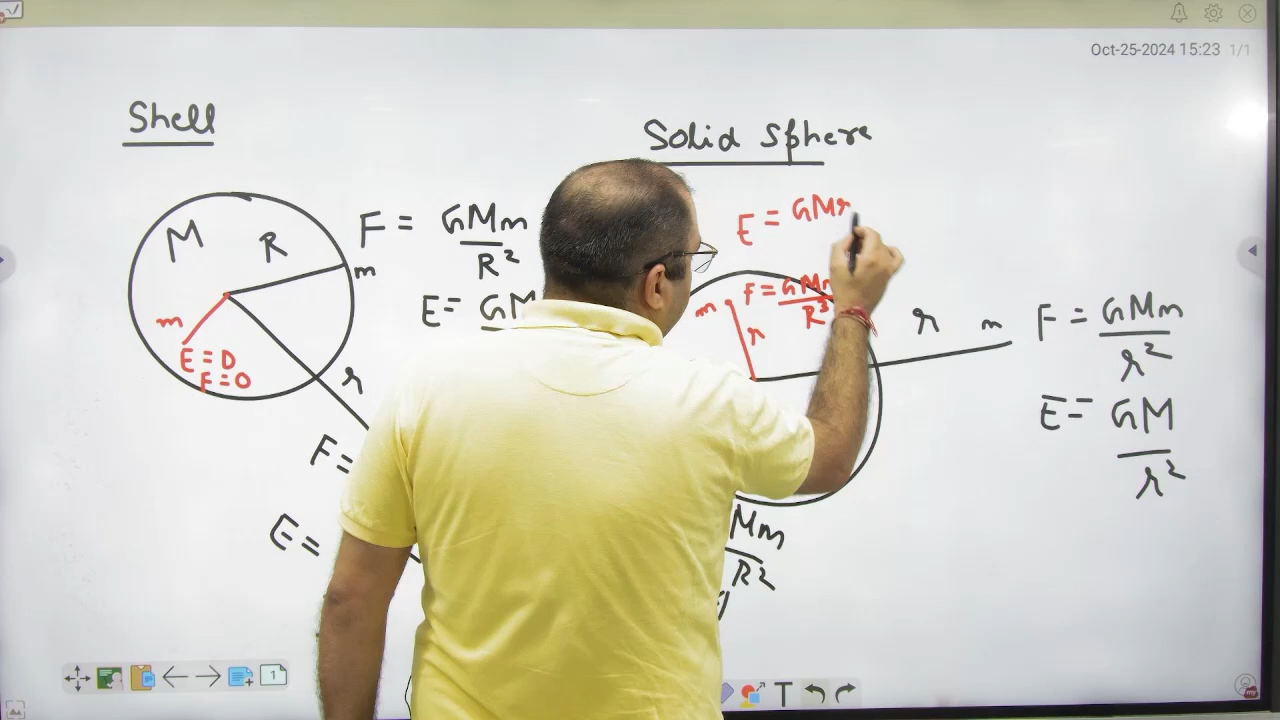 Oct-25-2024 15:23 1/1
Shell
Solid Sphere
M
R
m
F = GMm
R²
E = GM
m
E = 0
F = 0
r
F =
E =
E = GMr
m
r
F = GMm
R³
r
m
F = GMm
r²
E = GM
r²
Mm
R²
1
T